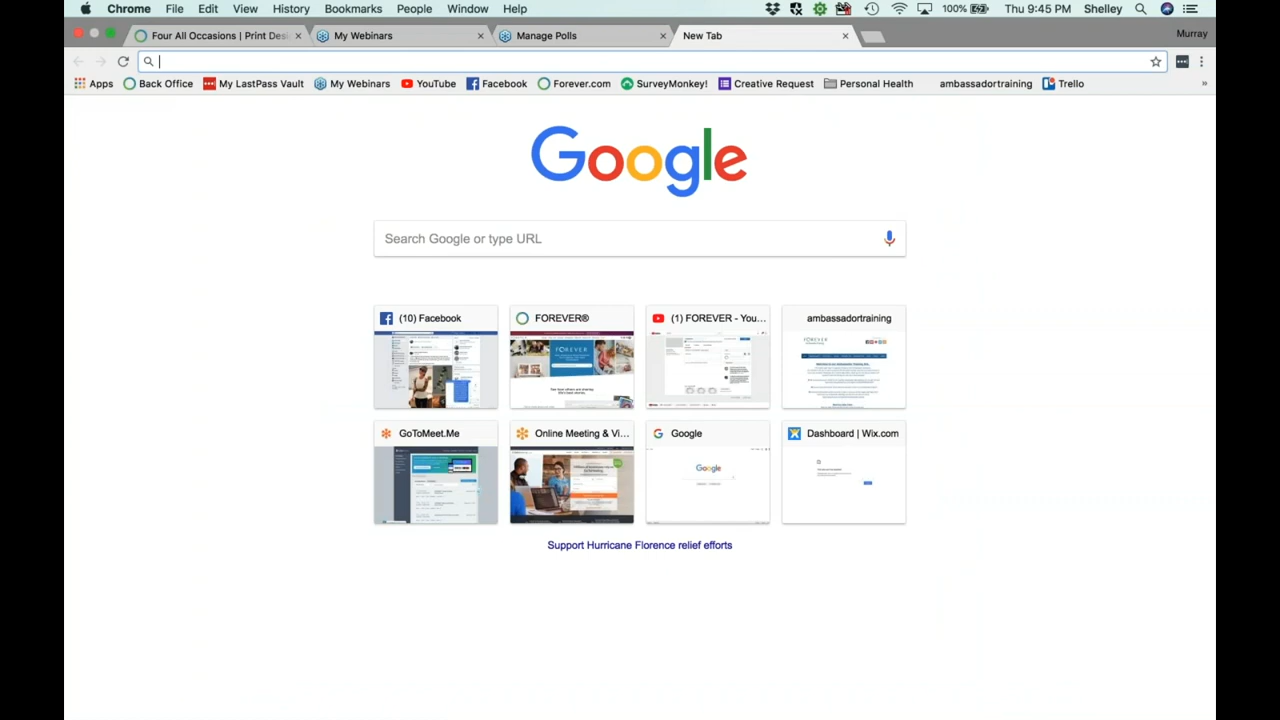 Chrome File Edit View History Bookmarks People Window Help 100% Thu 9:45 PM Shelley
Four All Occasions | Print Desi My Webinars Manage Polls New Tab Murray
Apps Back Office My LastPass Vault My Webinars YouTube Facebook Forever.com SurveyMonkey! Creative Request Personal Health ambassadortraining Trello »
Google
Search Google or type URL
(10) Facebook FOREVER® (1) FOREVER - You... ambassadortraining
FOREVER
GoToMeet.Me Online Meeting & Vi... Google Dashboard | Wix.com
Google
Support Hurricane Florence relief efforts